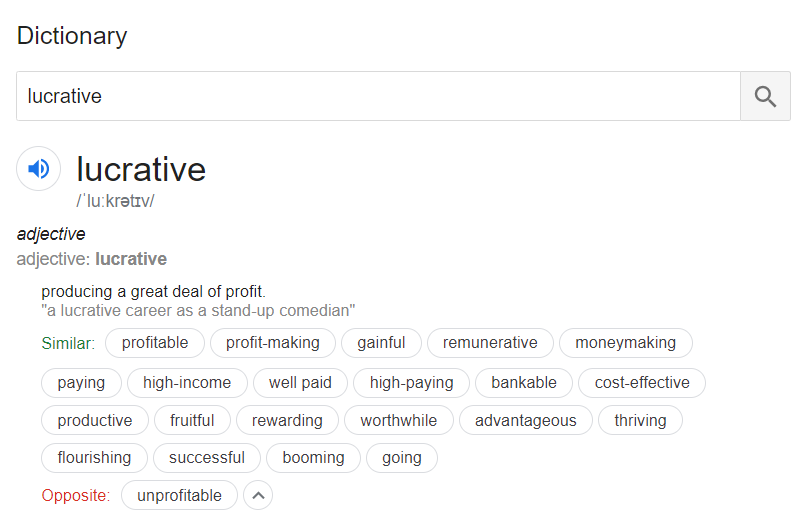 Dictionary
lucrative
lucrative
/ˈluːkrətɪv/
adjective
adjective: lucrative
producing a great deal of profit.
"a lucrative career as a stand-up comedian"
Similar: profitable profit-making gainful remunerative moneymaking
paying high-income well paid high-paying bankable cost-effective
productive fruitful rewarding worthwhile advantageous thriving
flourishing successful booming going
Opposite: unprofitable